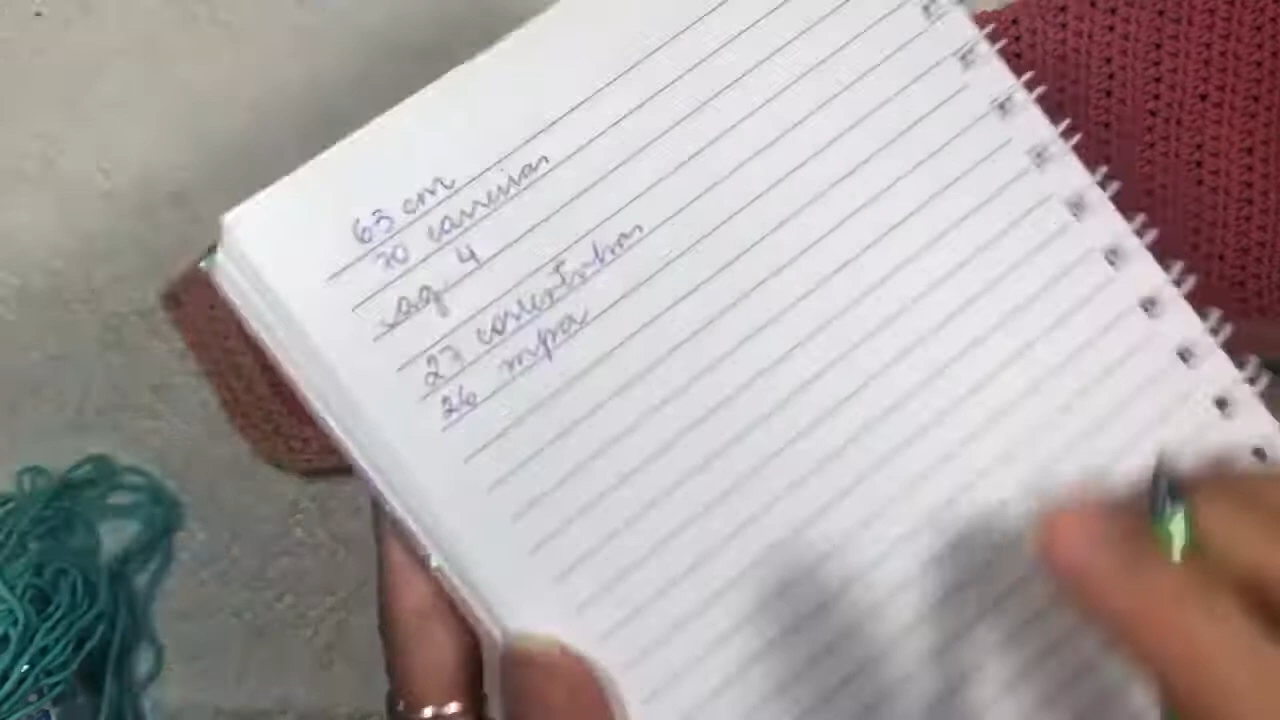 63 cm
70 carreiras
ag 4
27 correntinhas
26 mpa